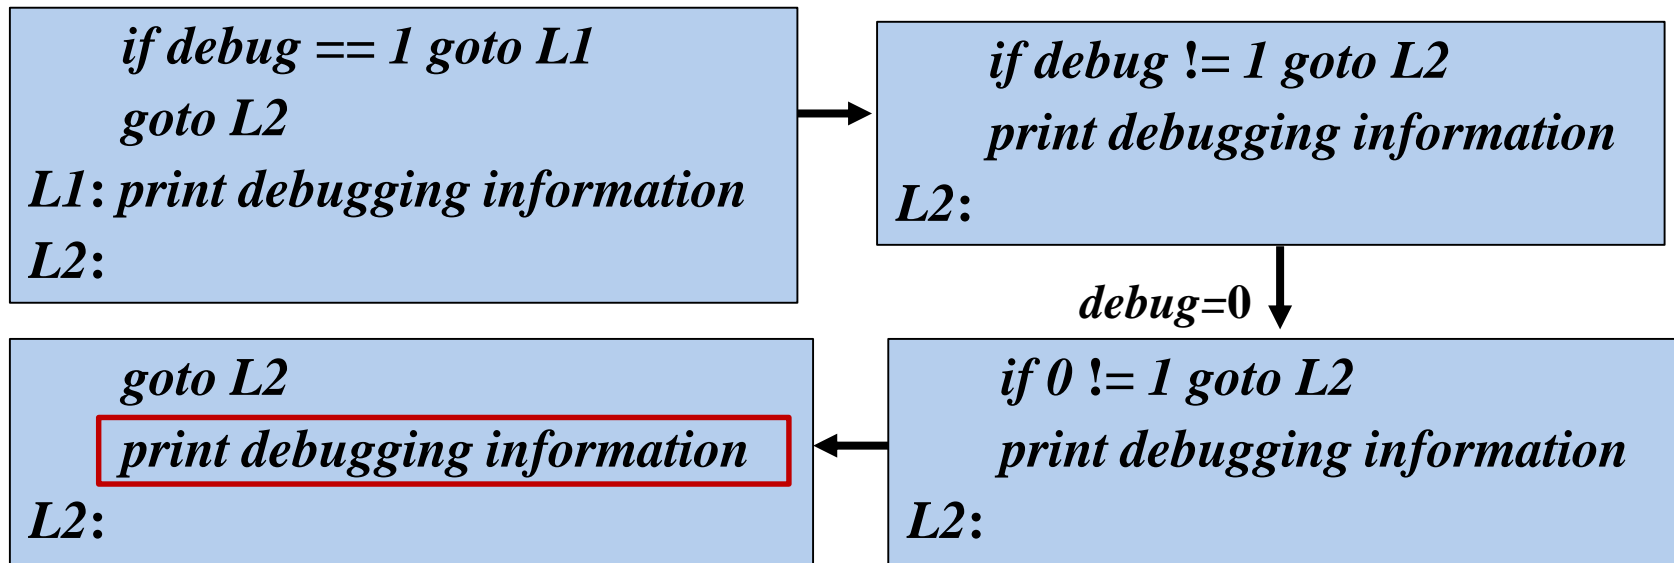 if debug == 1 goto L1
goto L2
L1: print debugging information
L2:
if debug != 1 goto L2
print debugging information
L2:
debug=0
if 0 != 1 goto L2
print debugging information
L2:
goto L2
print debugging information
L2: